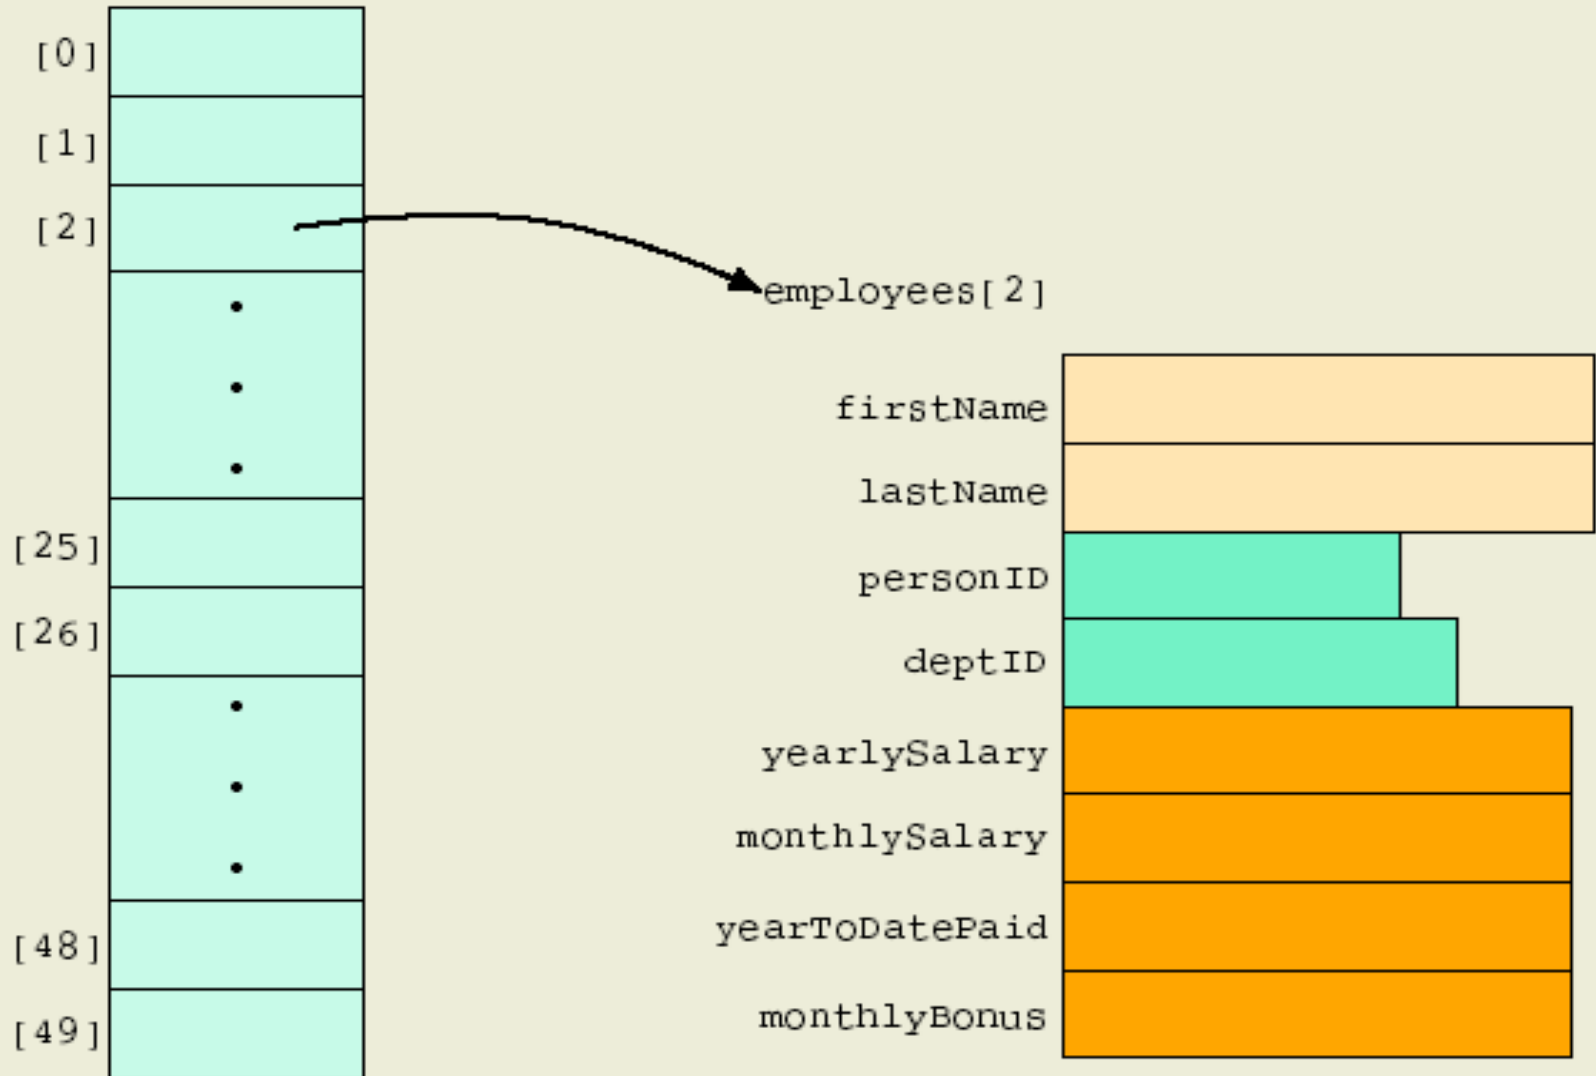 [0]
[1]
[2]
employees[2]
firstName
lastName
[25]
personID
[26]
deptID
yearlySalary
monthlySalary
yearToDatePaid
[48]
monthlyBonus
[49]